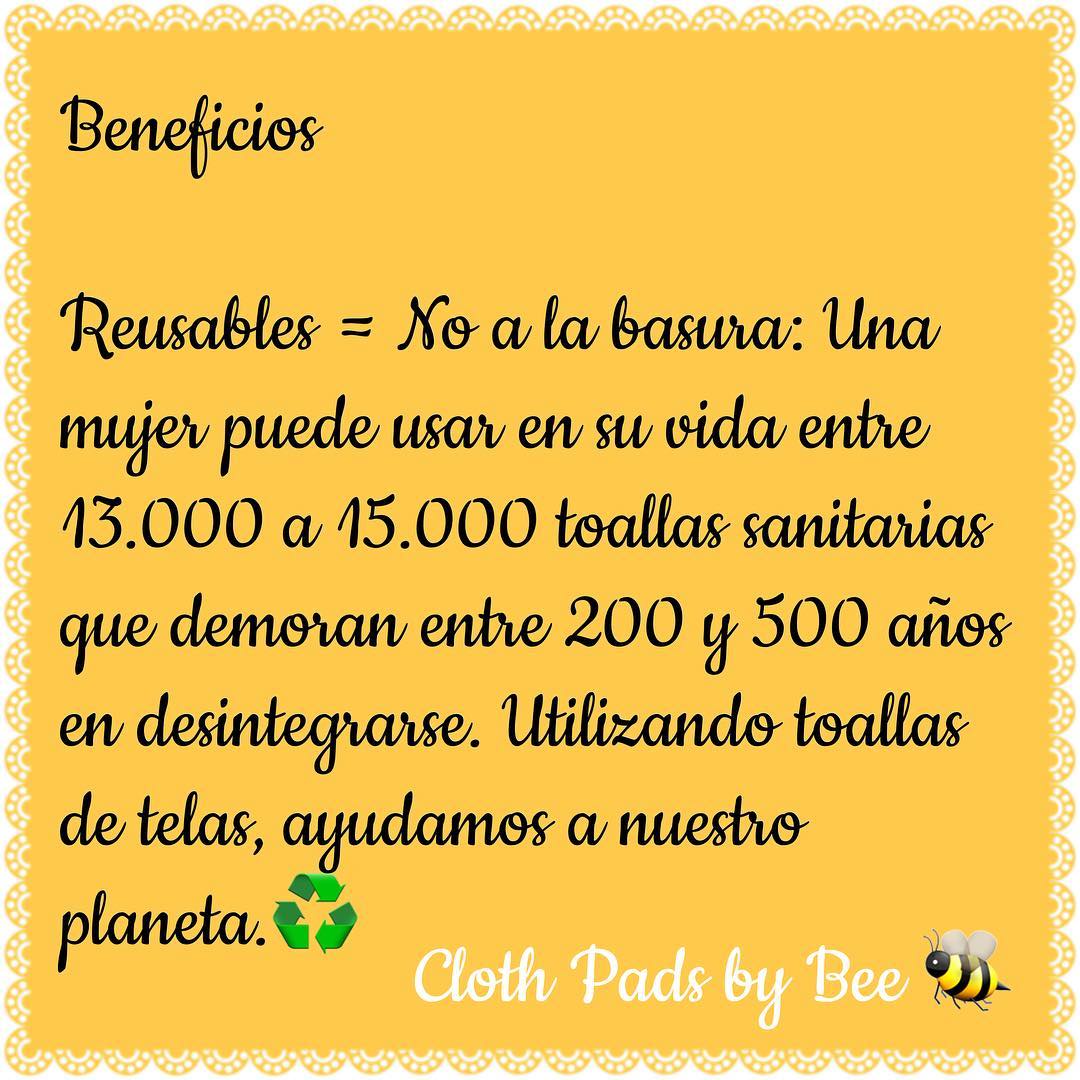 Beneficios
Reusables = No a la basura: Una
mujer puede usar en su vida entre
13.000 a 15.000 toallas sanitarias
que demoran entre 200 y 500 años
en desintegrarse. Utilizando toallas
de telas, ayudamos a nuestro
planeta.♻️
Cloth Pads by Bee 🐝